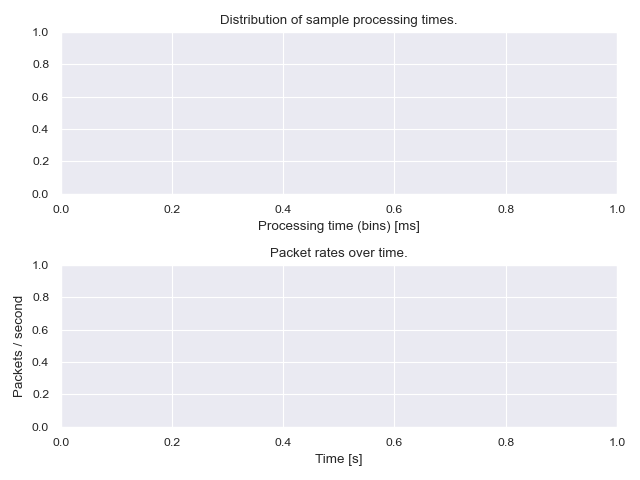 Distribution of sample processing times.
1.0
0.8
0.6
0.4
0.2
0.0
0.0 0.2 0.4 0.6 0.8 1.0
Processing time (bins) [ms]
Packet rates over time.
Packets / second
1.0
0.8
0.6
0.4
0.2
0.0
0.0 0.2 0.4 0.6 0.8 1.0
Time [s]